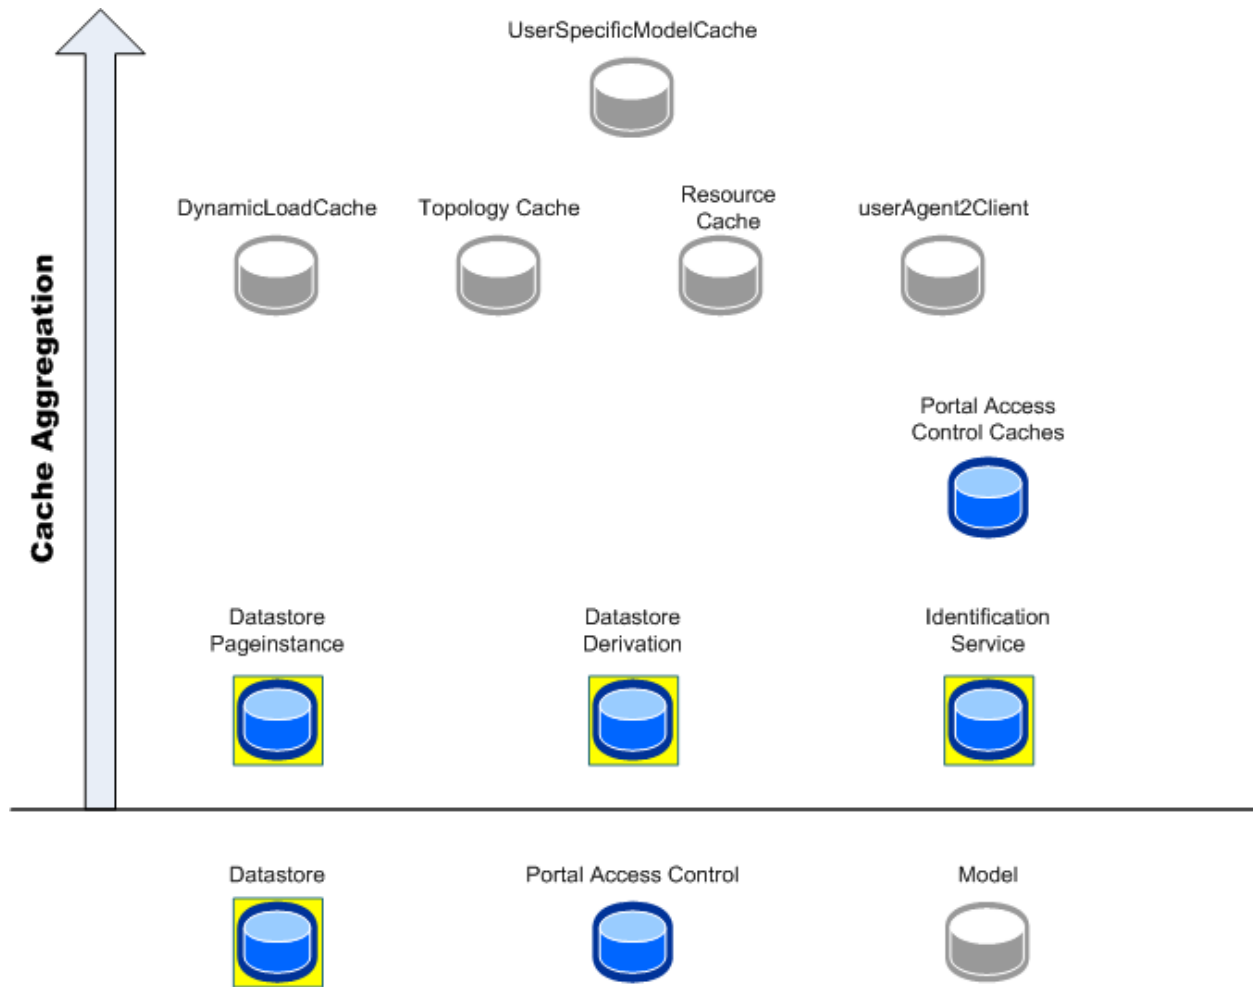 UserSpecificModelCache
DynamicLoadCache
Topology Cache
Resource
Cache
userAgent2Client
Cache Aggregation
Portal Access
Control Caches
Datastore
Pageinstance
Datastore
Derivation
Identification
Service
Datastore
Portal Access Control
Model